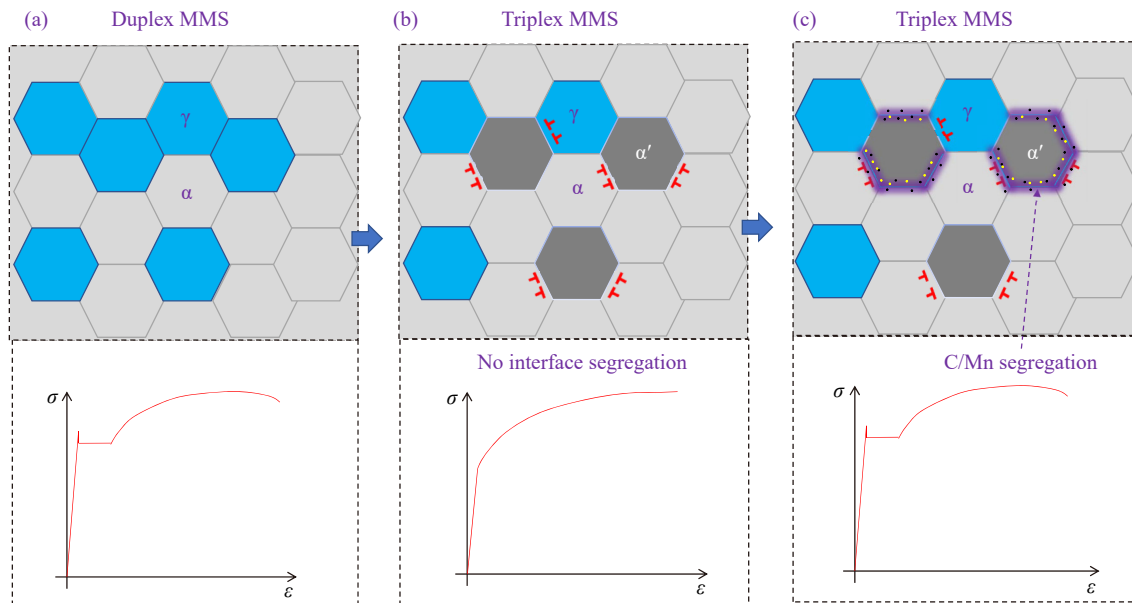 (a) Duplex MMS
(b) Triplex MMS
(c) Triplex MMS
γ
α
γ
α′
α
γ
α′
α
No interface segregation
C/Mn segregation
σ
ε
σ
ε
σ
ε